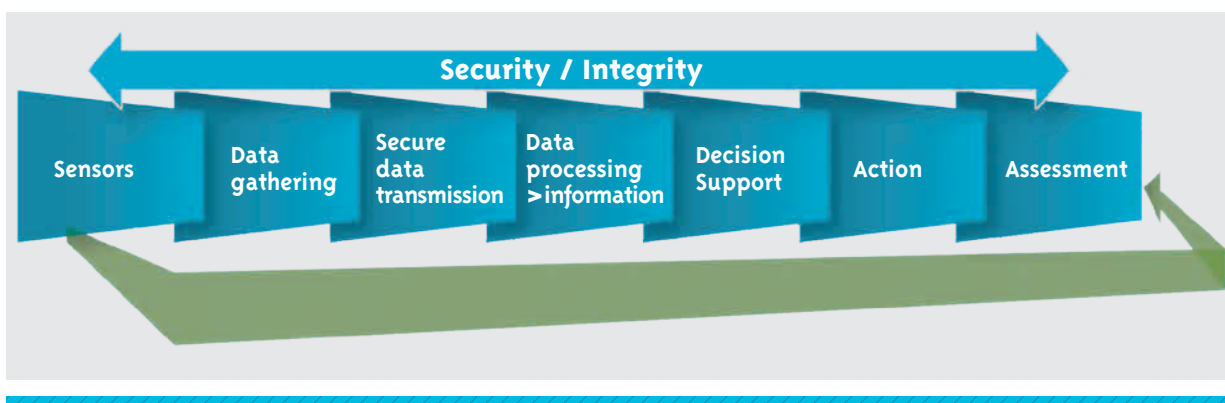 Security / Integrity
Sensors
Data
gathering
Secure
data
transmission
Data
processing
>information
Decision
Support
Action
Assessment